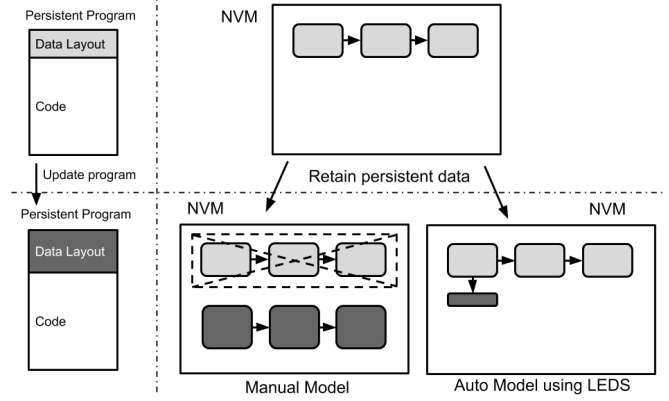 Persistent Program
NVM
Data Layout
Code
Update program
Retain persistent data
Persistent Program
NVM
NVM
Data Layout
Code
Manual Model
Auto Model using LEDS